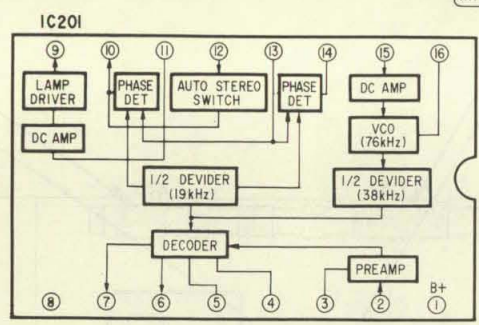 IC201
⑨ ⑩ ⑪ ⑫ ⑬ ⑭ ⑮ ⑯
LAMP
DRIVER
PHASE
DET
AUTO STEREO
SWITCH
PHASE
DET
DC AMP
DC AMP
VCO
(76kHz)
1/2 DEVIDER
(19kHz)
1/2 DEVIDER
(38kHz)
DECODER
PREAMP
B+
⑧ ⑦ ⑥ ⑤ ④ ③ ② ①